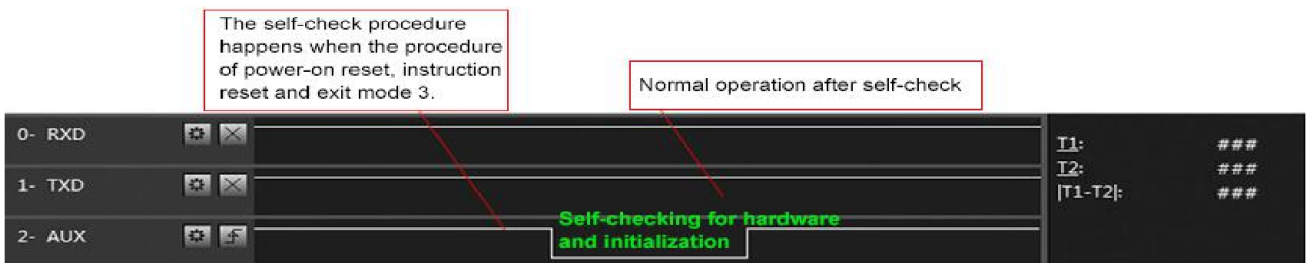 The self-check procedure
happens when the procedure
of power-on reset, instruction
reset and exit mode 3.
Normal operation after self-check
0- RXD
T1: ###
1- TXD
T2: ###
|T1-T2|: ###
2- AUX
Self-checking for hardware
and initialization